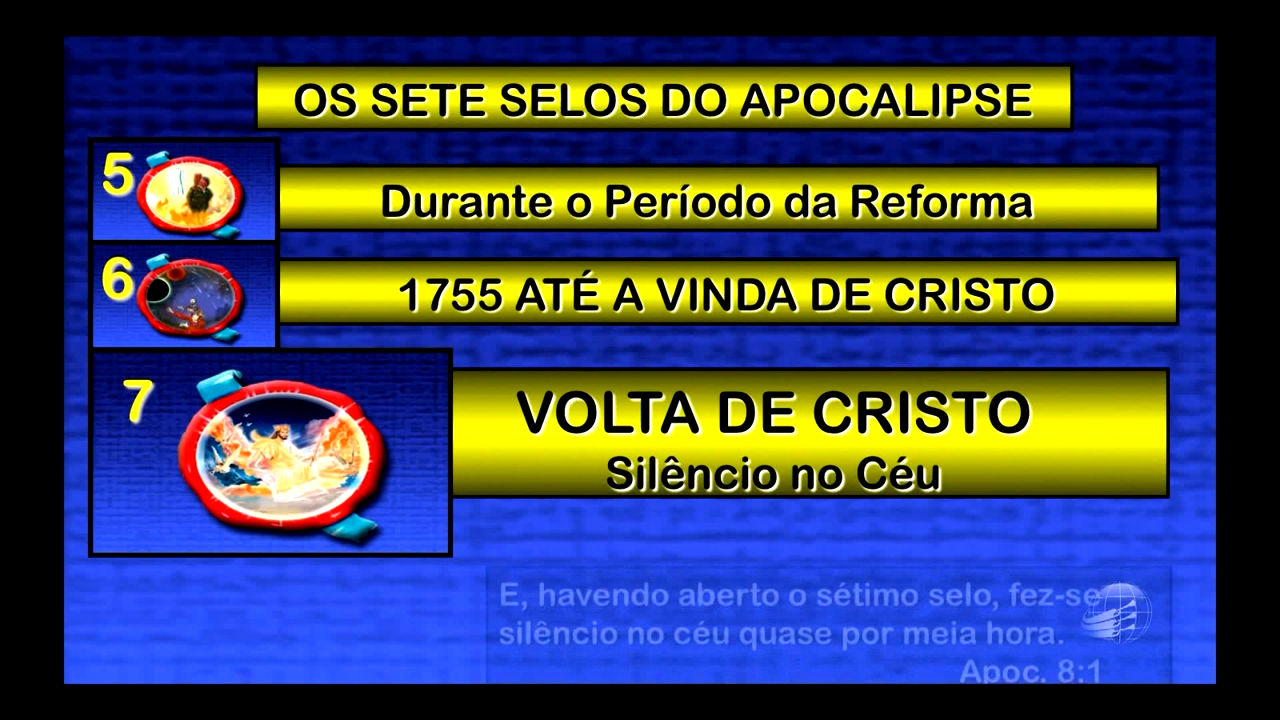 OS SETE SELOS DO APOCALIPSE
5
Durante o Período da Reforma
6
1755 ATÉ A VINDA DE CRISTO
7
VOLTA DE CRISTO
Silêncio no Céu
E, havendo aberto o sétimo selo, fez-se
silêncio no céu quase por meia hora.
Apoc. 8:1